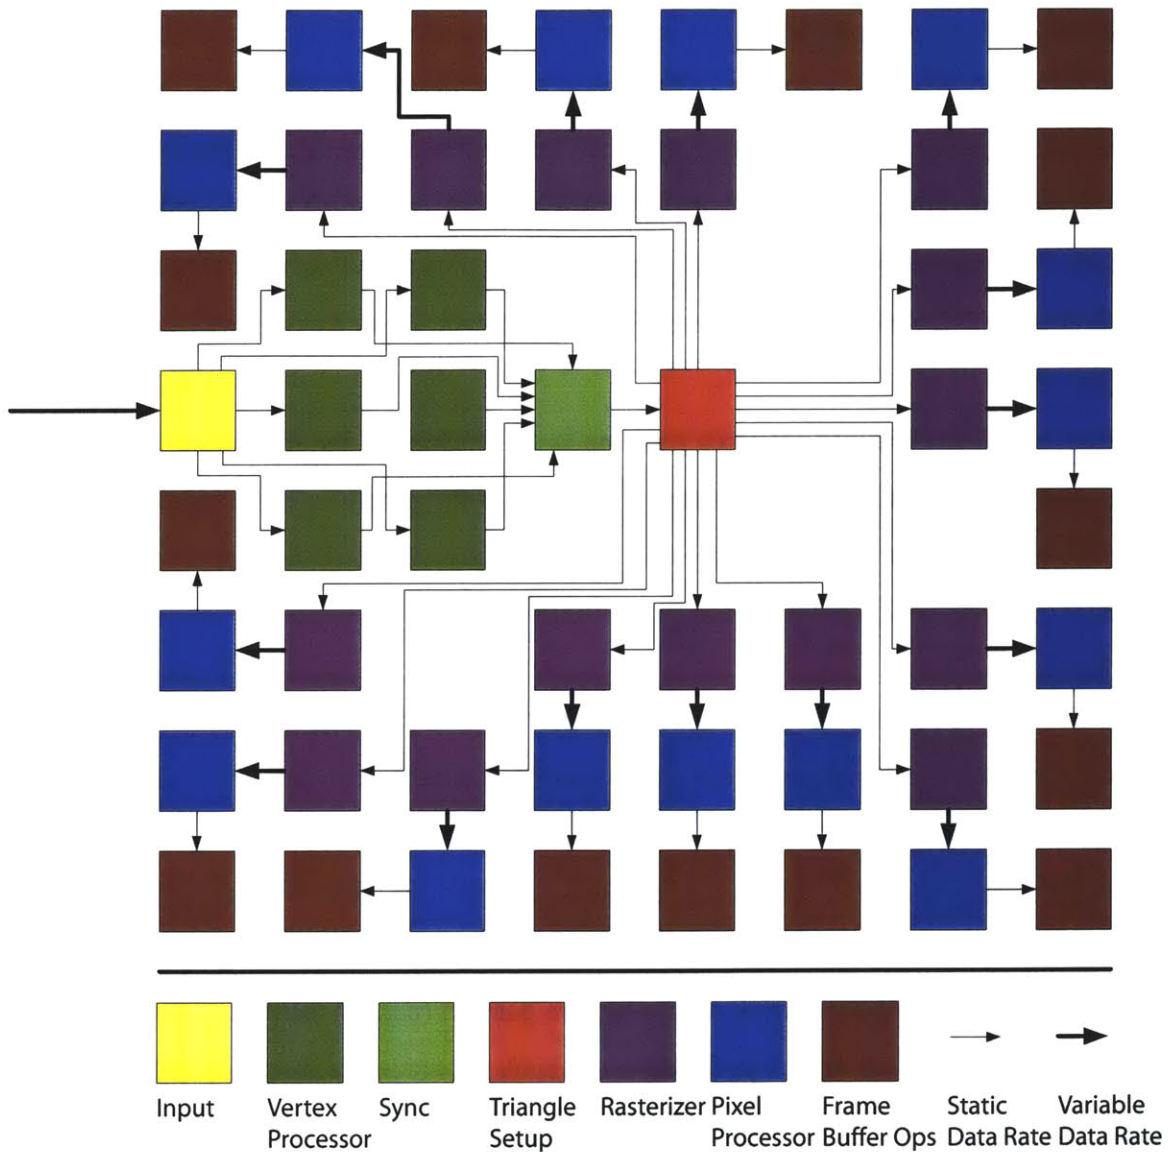 Input Vertex Sync Triangle Rasterizer Pixel Frame Static Variable
Processor Setup Processor Buffer Ops Data Rate Data Rate